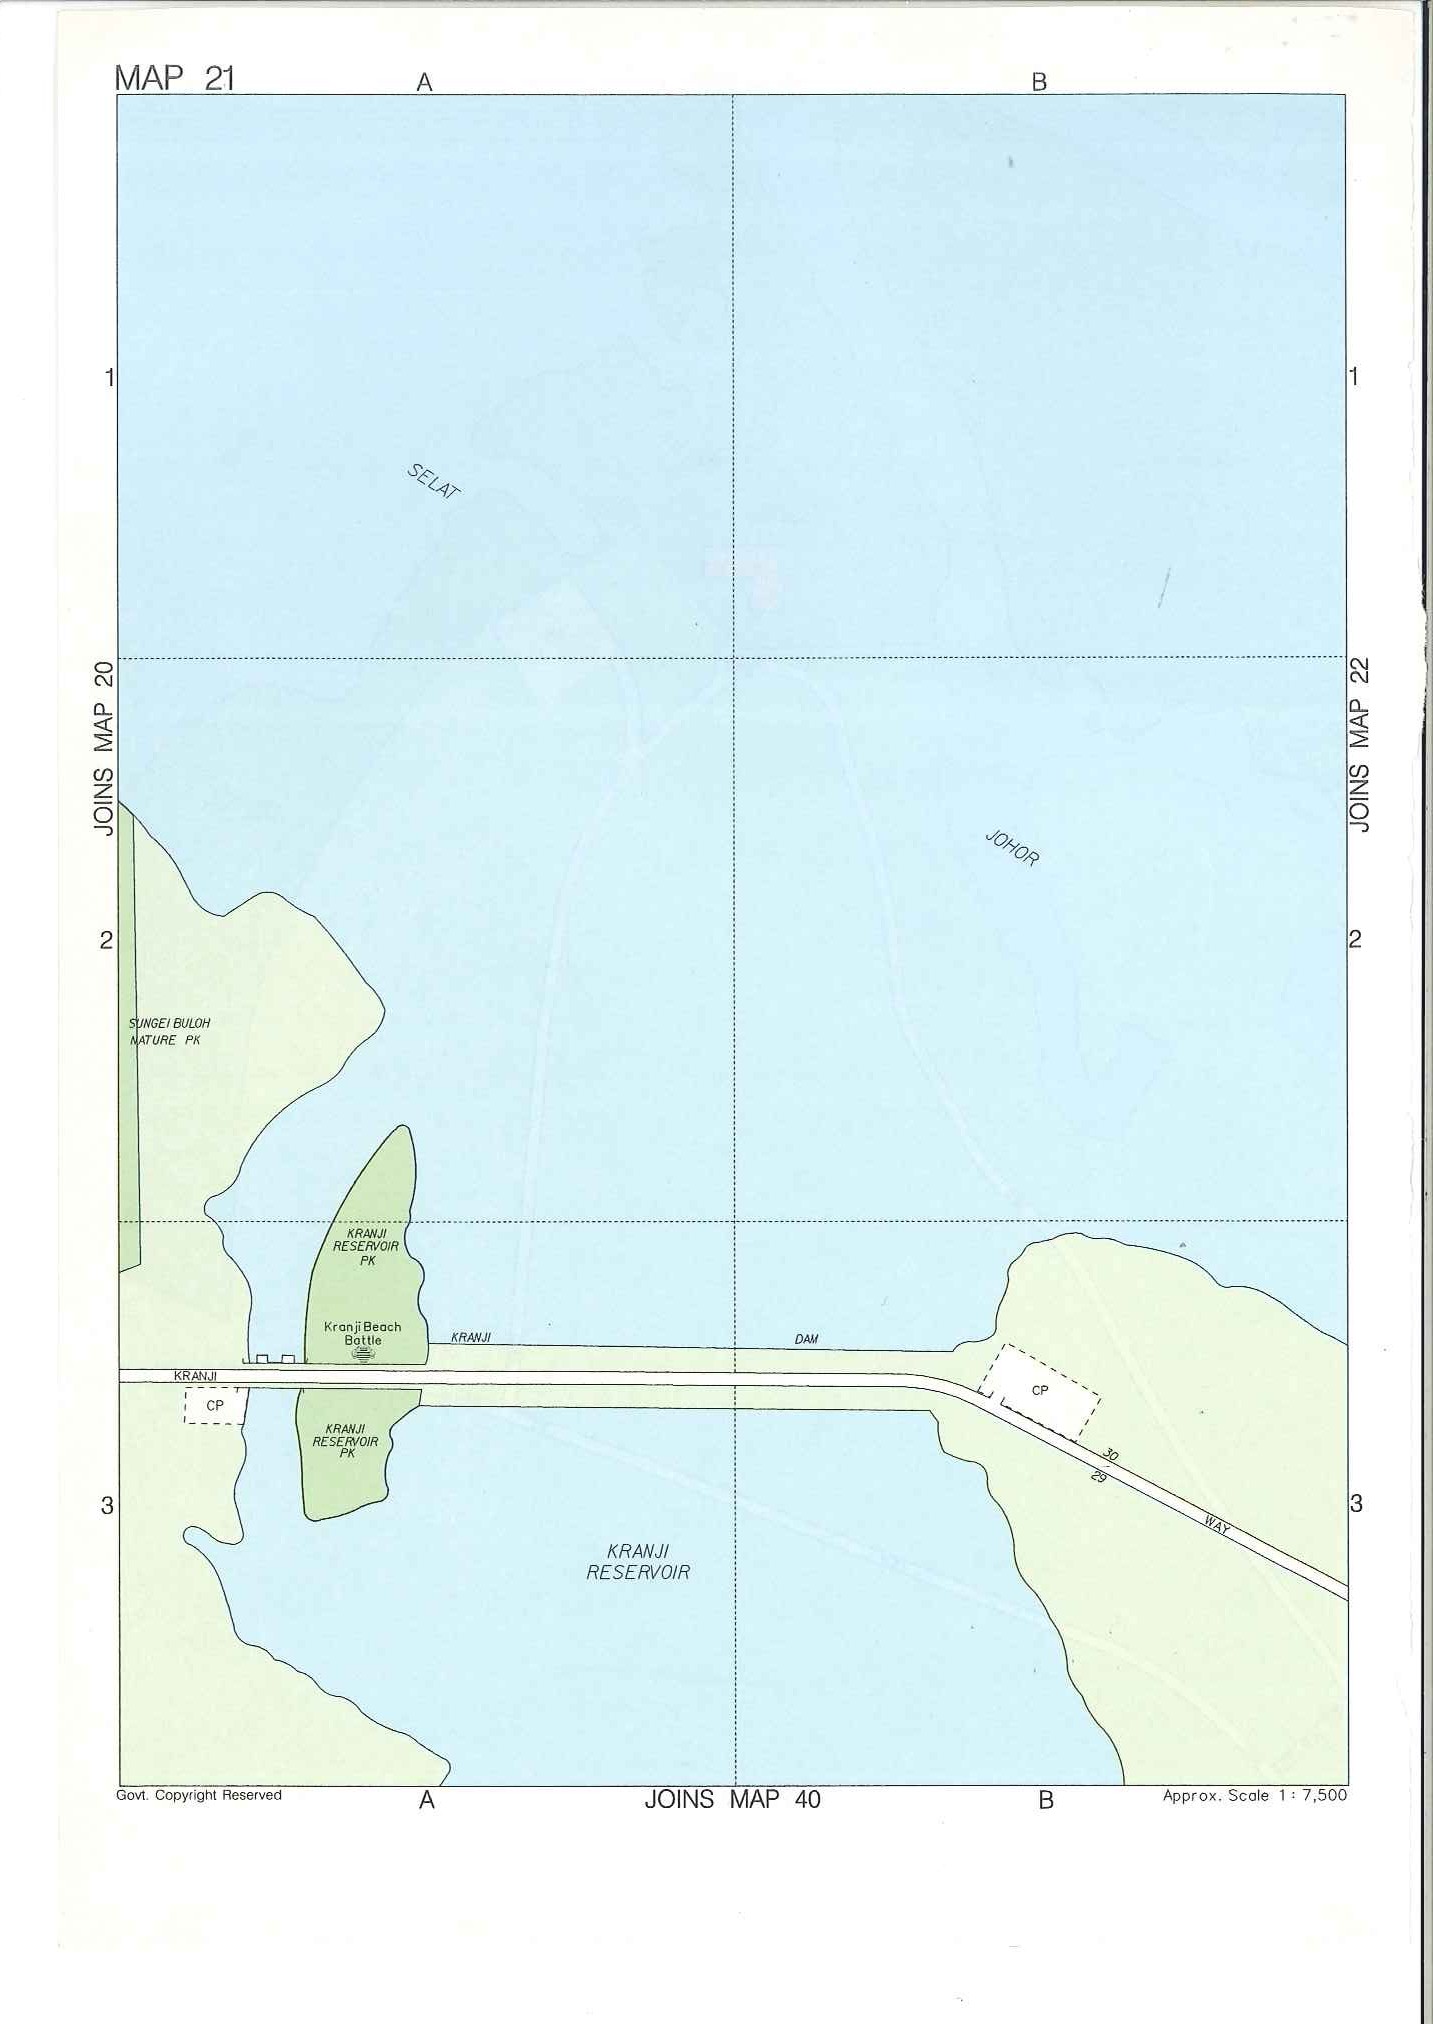 MAP 21
A
B
1
1
SELAT
JOINS MAP 20
JOINS MAP 22
JOHOR
2
2
SUNGEI BULOH
NATURE PK
KRANJI
RESERVOIR
PK
Kranji Beach
Battle
KRANJI
DAM
KRANJI
CP
CP
KRANJI
RESERVOIR
PK
30
29
3
3
WAY
KRANJI
RESERVOIR
Govt. Copyright Reserved
A
JOINS MAP 40
B
Approx. Scale 1 : 7,500